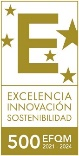 E
EXCELENCIA
INNOVACIÓN
SOSTENIBILIDAD
500 EFQM
2021 - 2024